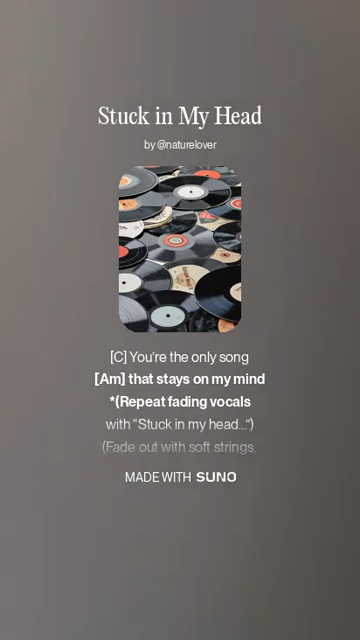 Stuck in My Head
by @naturelover
[C] You're the only song
[Am] that stays on my mind
*(Repeat fading vocals
with "Stuck in my head...")
(Fade out with soft strings,
MADE WITH SUNO